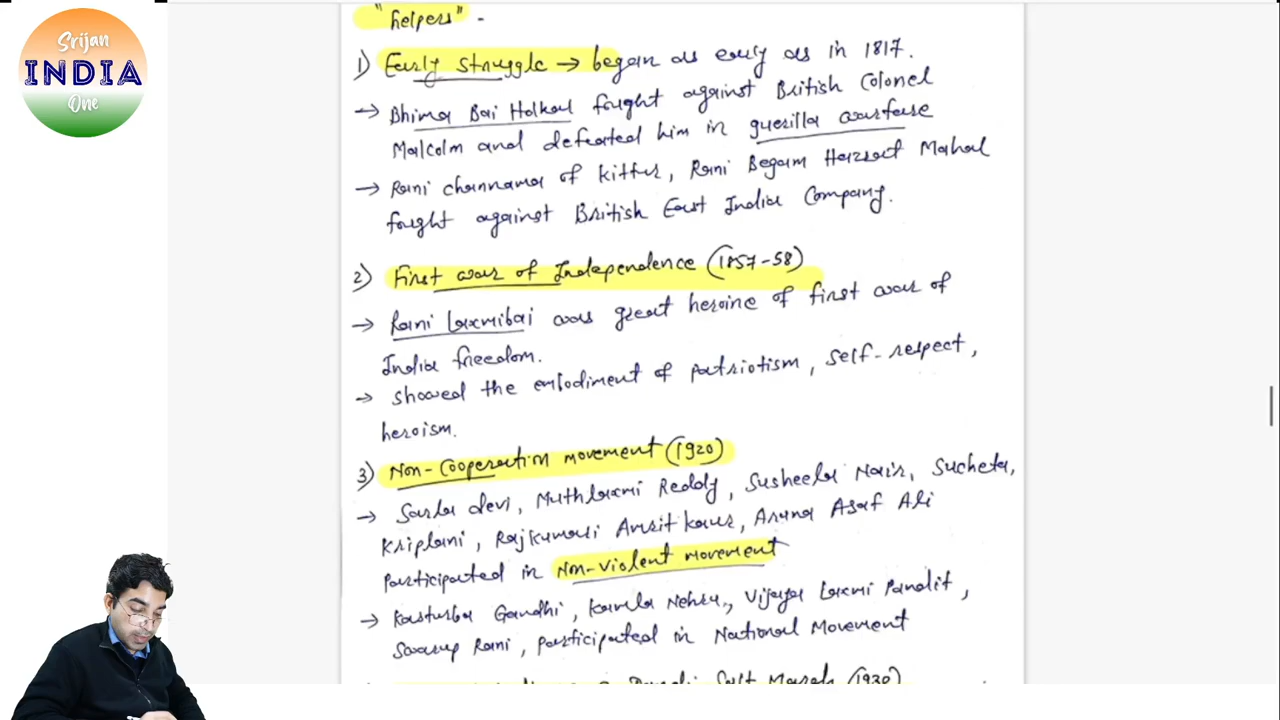 Srijan
INDIA
One
"helpers" -
1) Early struggle → began as early as in 1817.
→ Bhima Bai Holkar fought against British Colonel
Malcolm and defeated him in guerilla warfare
→ Rani channama of kittur, Rani Begam Hazrat Mahal
fought against British East India Company.
2) First war of Independence (1857-58)
→ Rani Laxmibai was great heroine of first war of
India freedom.
→ showed the embodiment of patriotism, self-respect,
heroism.
3) Non-Cooperation movement (1920)
→ Sarla devi, Muthlaxmi Reddy, Susheela Nair, Sucheta,
Kriplani, Rajkumari Amrit kaur, Aruna Asaf Ali
participated in Non-violent movement
→ Kasturba Gandhi, Kamla Nehru, Vijaya Laxmi Pandit,
Swarup Rani, participated in National Movement
Salt March (1930)